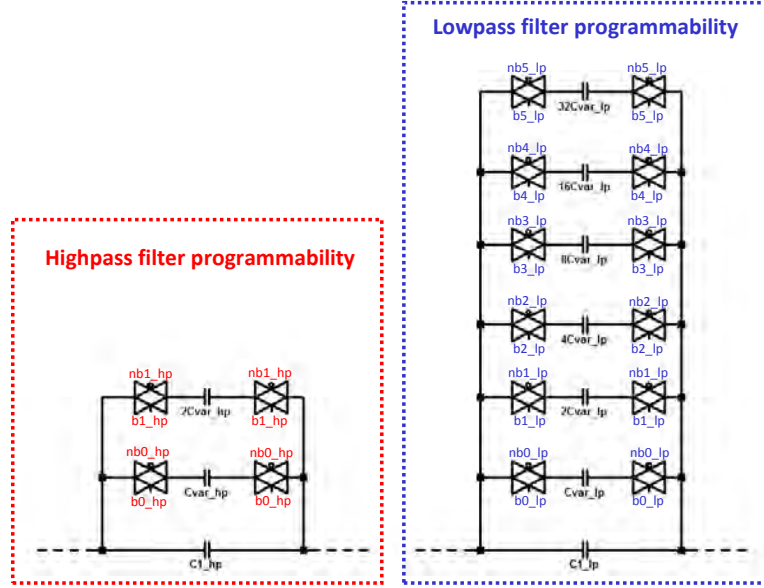 Lowpass filter programmability
nb5_lp nb5_lp
32Cvar_lp
b5_lp b5_lp
nb4_lp nb4_lp
16Cvar_lp
b4_lp b4_lp
nb3_lp nb3_lp
8Cvar_lp
b3_lp b3_lp
nb2_lp nb2_lp
4Cvar_lp
b2_lp b2_lp
nb1_lp nb1_lp
2Cvar_lp
b1_lp b1_lp
nb0_lp nb0_lp
Cvar_lp
b0_lp b0_lp
C1_lp
Highpass filter programmability
nb1_hp nb1_hp
2Cvar_hp
b1_hp b1_hp
nb0_hp nb0_hp
Cvar_hp
b0_hp b0_hp
C1_hp